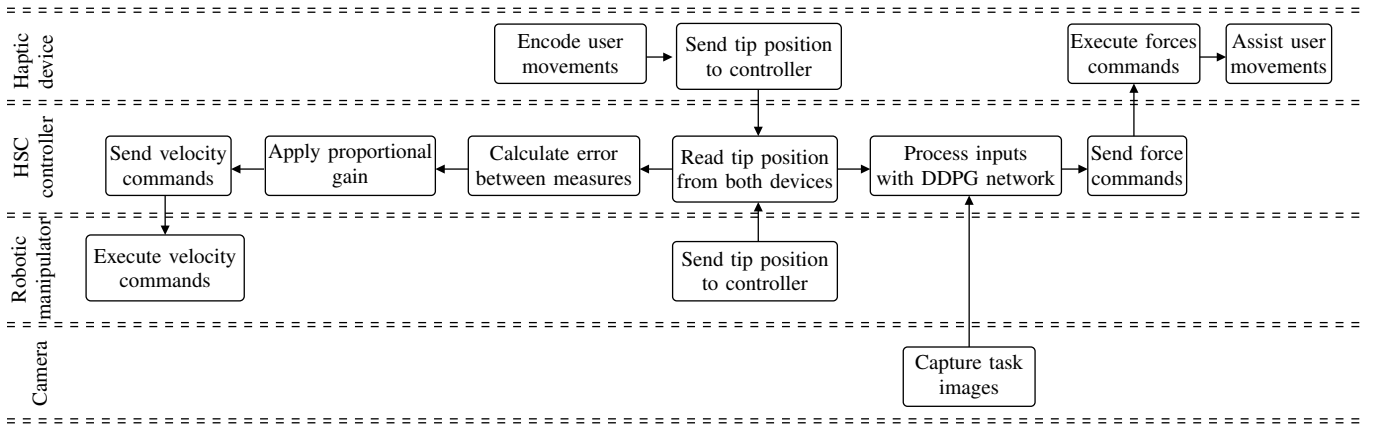 Haptic
device
Encode user
movements
Send tip position
to controller
Execute forces
commands
Assist user
movements
HSC
controller
Send velocity
commands
Apply proportional
gain
Calculate error
between measures
Read tip position
from both devices
Process inputs
with DDPG network
Send force
commands
Robotic
manipulator
Execute velocity
commands
Send tip position
to controller
Camera
Capture task
images